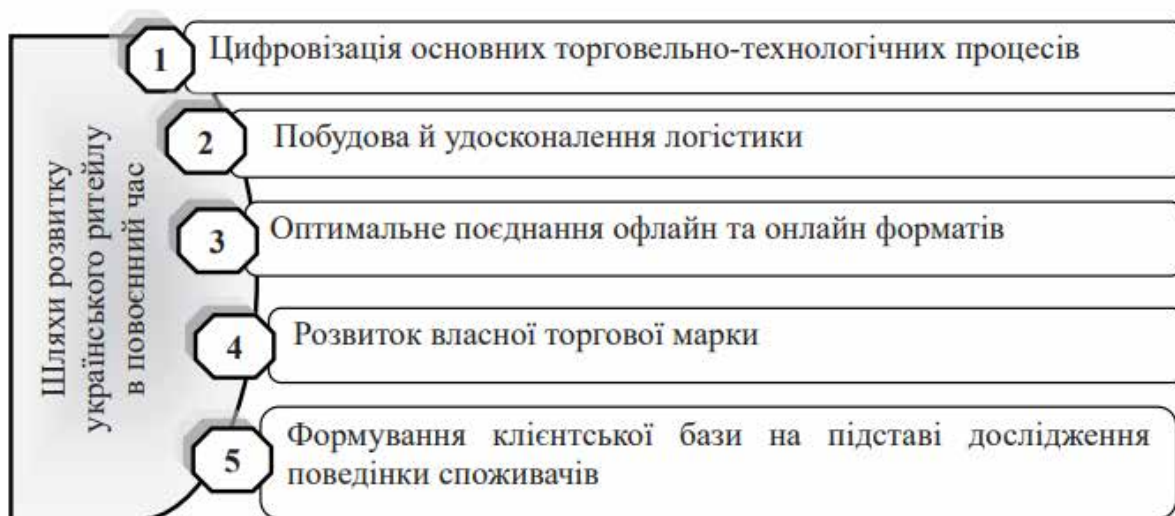 Шляхи розвитку
українського ритейлу
в повоєнний час
1
Цифровізація основних торговельно-технологічних процесів
2
Побудова й удосконалення логістики
3
Оптимальне поєднання офлайн та онлайн форматів
4
Розвиток власної торгової марки
5
Формування клієнтської бази на підставі дослідження
поведінки споживачів